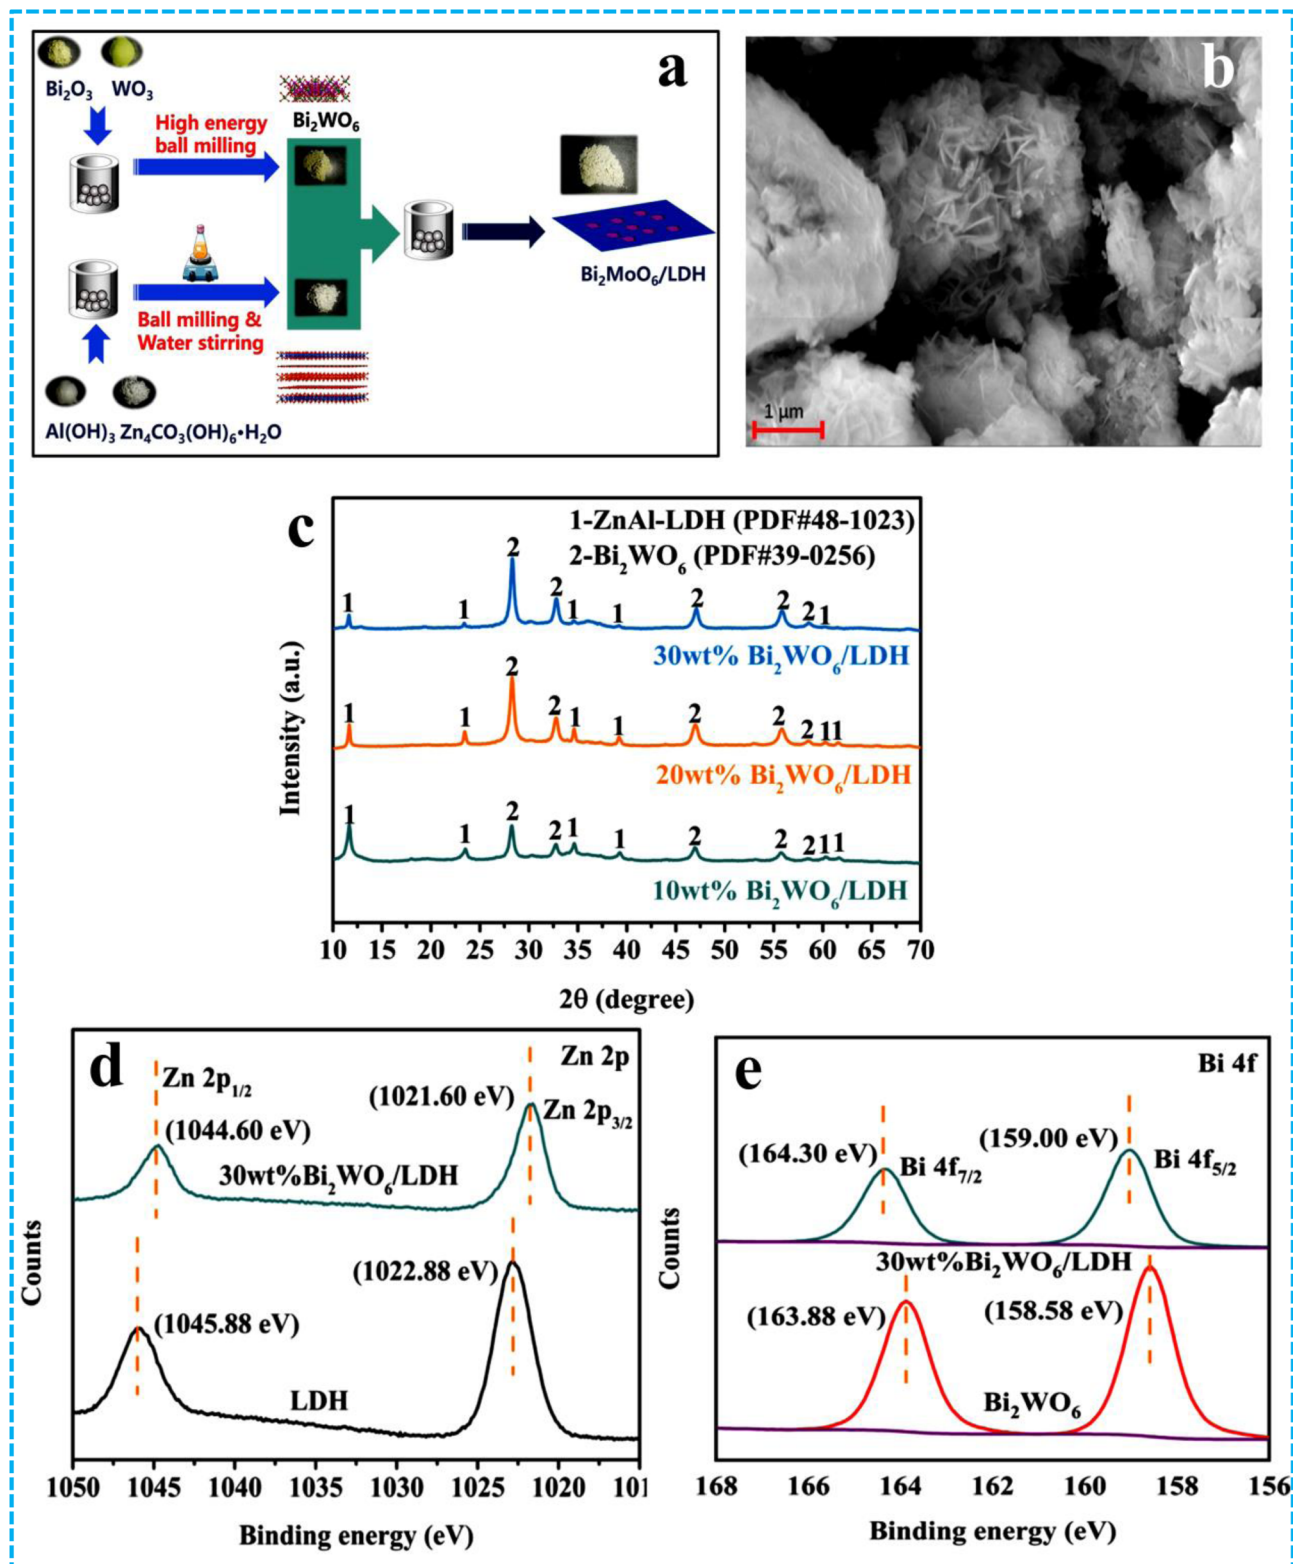 a
Bi₂O₃ WO₃
High energy
ball milling
Bi₂WO₆
Ball milling &
Water stirring
Al(OH)₃ Zn₄CO₃(OH)₆•H₂O
Bi₂MoO₆/LDH
b
1 μm
c
1-ZnAl-LDH (PDF#48-1023)
2-Bi₂WO₆ (PDF#39-0256)
1 1 2 2 1 1 2 2 2 1
30wt% Bi₂WO₆/LDH
1 1 2 2 1 1 2 2 2 1 1
20wt% Bi₂WO₆/LDH
1 1 2 2 1 1 2 2 2 1 1
10wt% Bi₂WO₆/LDH
Intensity (a.u.)
10 15 20 25 30 35 40 45 50 55 60 65 70
2θ (degree)
d
Zn 2p
Zn 2p₁/₂
(1044.60 eV)
(1021.60 eV)
Zn 2p₃/₂
30wt%Bi₂WO₆/LDH
(1022.88 eV)
(1045.88 eV)
LDH
Counts
1050 1045 1040 1035 1030 1025 1020 101
Binding energy (eV)
e
Bi 4f
(164.30 eV)
Bi 4f₇/₂
(159.00 eV)
Bi 4f₅/₂
30wt%Bi₂WO₆/LDH
(163.88 eV)
(158.58 eV)
Bi₂WO₆
Counts
168 166 164 162 160 158 156
Binding energy (eV)